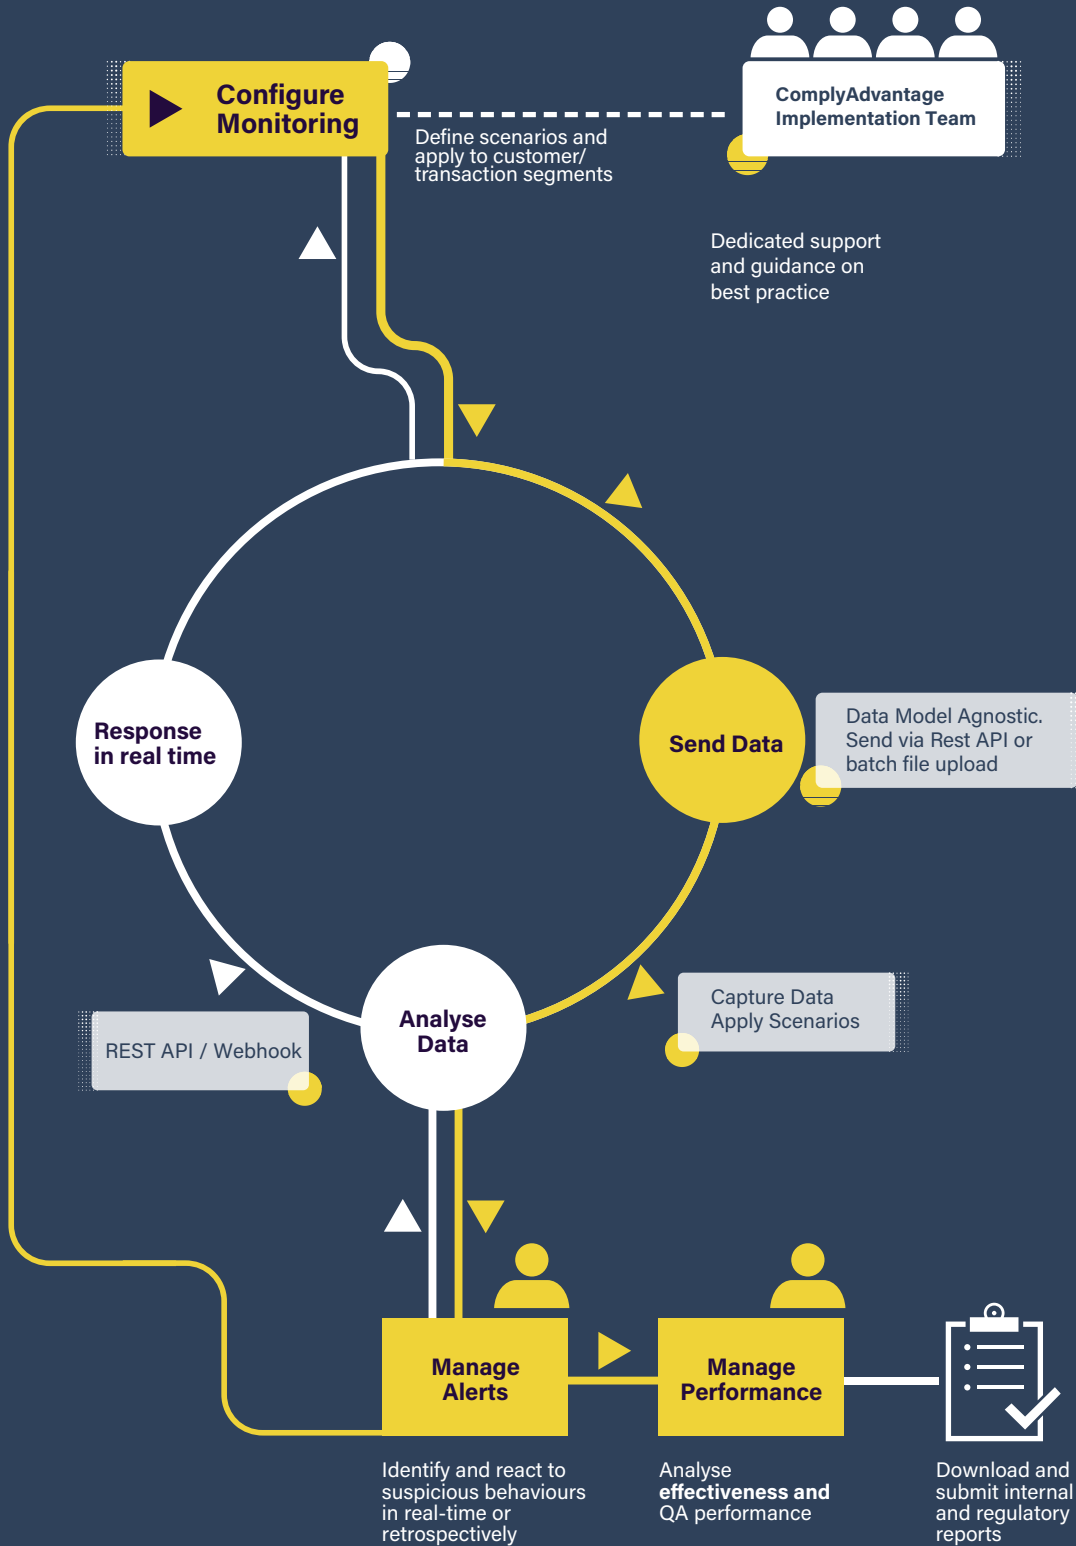 Configure
Monitoring
ComplyAdvantage
Implementation Team
Define scenarios and
apply to customer/
transaction segments
Dedicated support
and guidance on
best practice
Response
in real time
Send Data
Data Model Agnostic.
Send via Rest API or
batch file upload
Analyse
Data
Capture Data
Apply Scenarios
REST API / Webhook
Manage
Alerts
Manage
Performance
Identify and react to
suspicious behaviours
in real-time or
retrospectively
Analyse
effectiveness and
QA performance
Download and
submit internal
and regulatory
reports